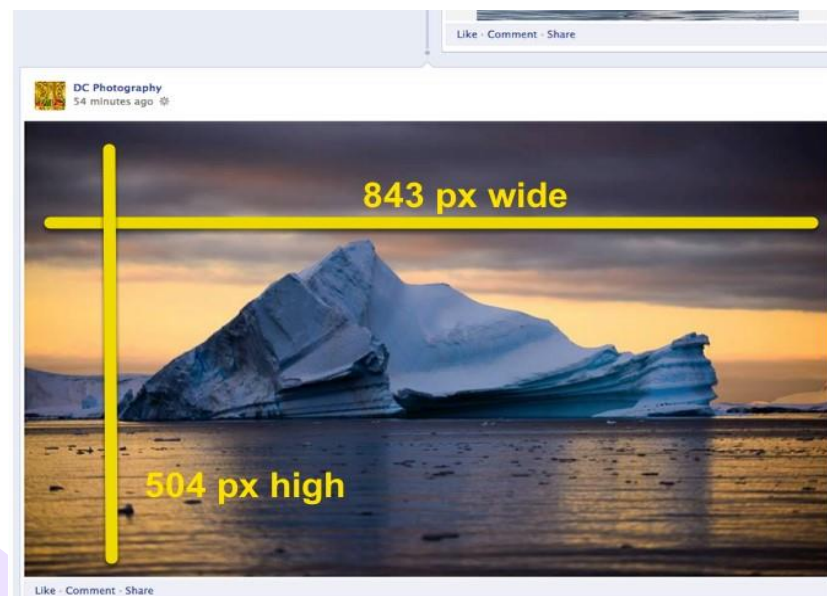 Like · Comment · Share
DC Photography
54 minutes ago
843 px wide
504 px high
Like · Comment · Share